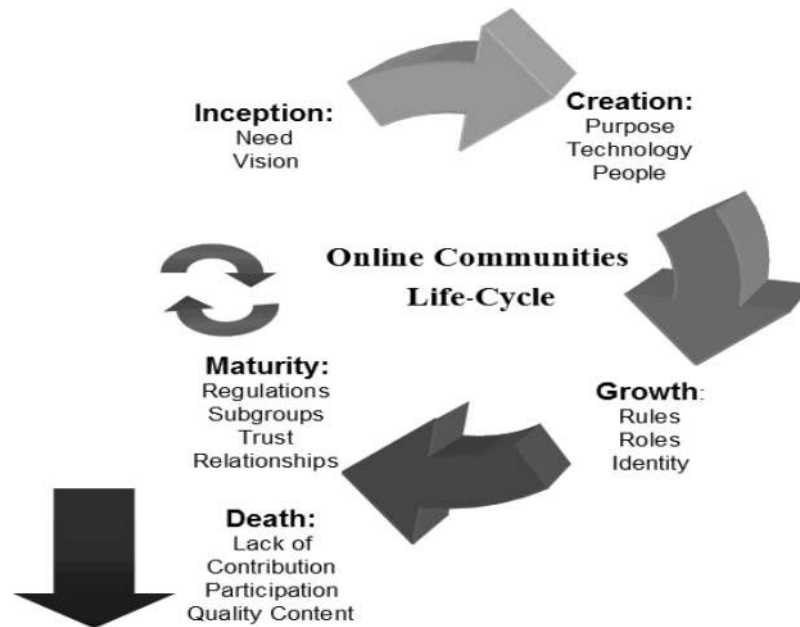 Inception:
Need
Vision
Creation:
Purpose
Technology
People
Online Communities
Life-Cycle
Growth:
Rules
Roles
Identity
Maturity:
Regulations
Subgroups
Trust
Relationships
Death:
Lack of
Contribution
Participation
Quality Content